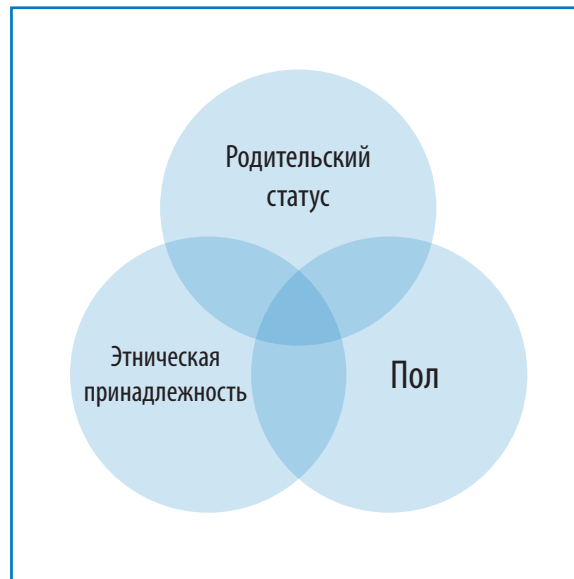 Родительский
статус
Этническая
принадлежность
Пол